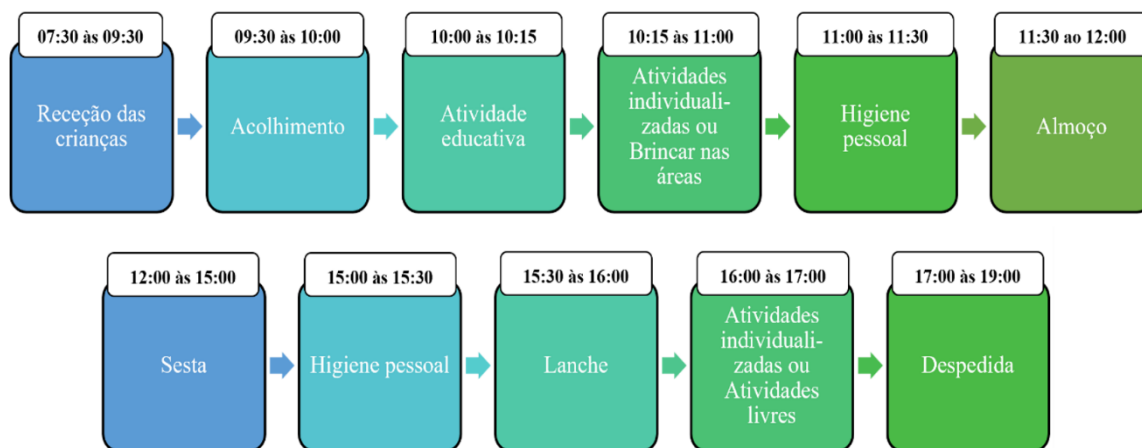 07:30 às 09:30
Receção das
crianças
09:30 às 10:00
Acolhimento
10:00 às 10:15
Atividade
educativa
10:15 às 11:00
Atividades
individuali-
zadas ou
Brincar nas
áreas
11:00 às 11:30
Higiene
pessoal
11:30 ao 12:00
Almoço
12:00 às 15:00
Sesta
15:00 às 15:30
Higiene pessoal
15:30 às 16:00
Lanche
16:00 às 17:00
Atividades
individuali-
zadas ou
Atividades
livres
17:00 às 19:00
Despedida